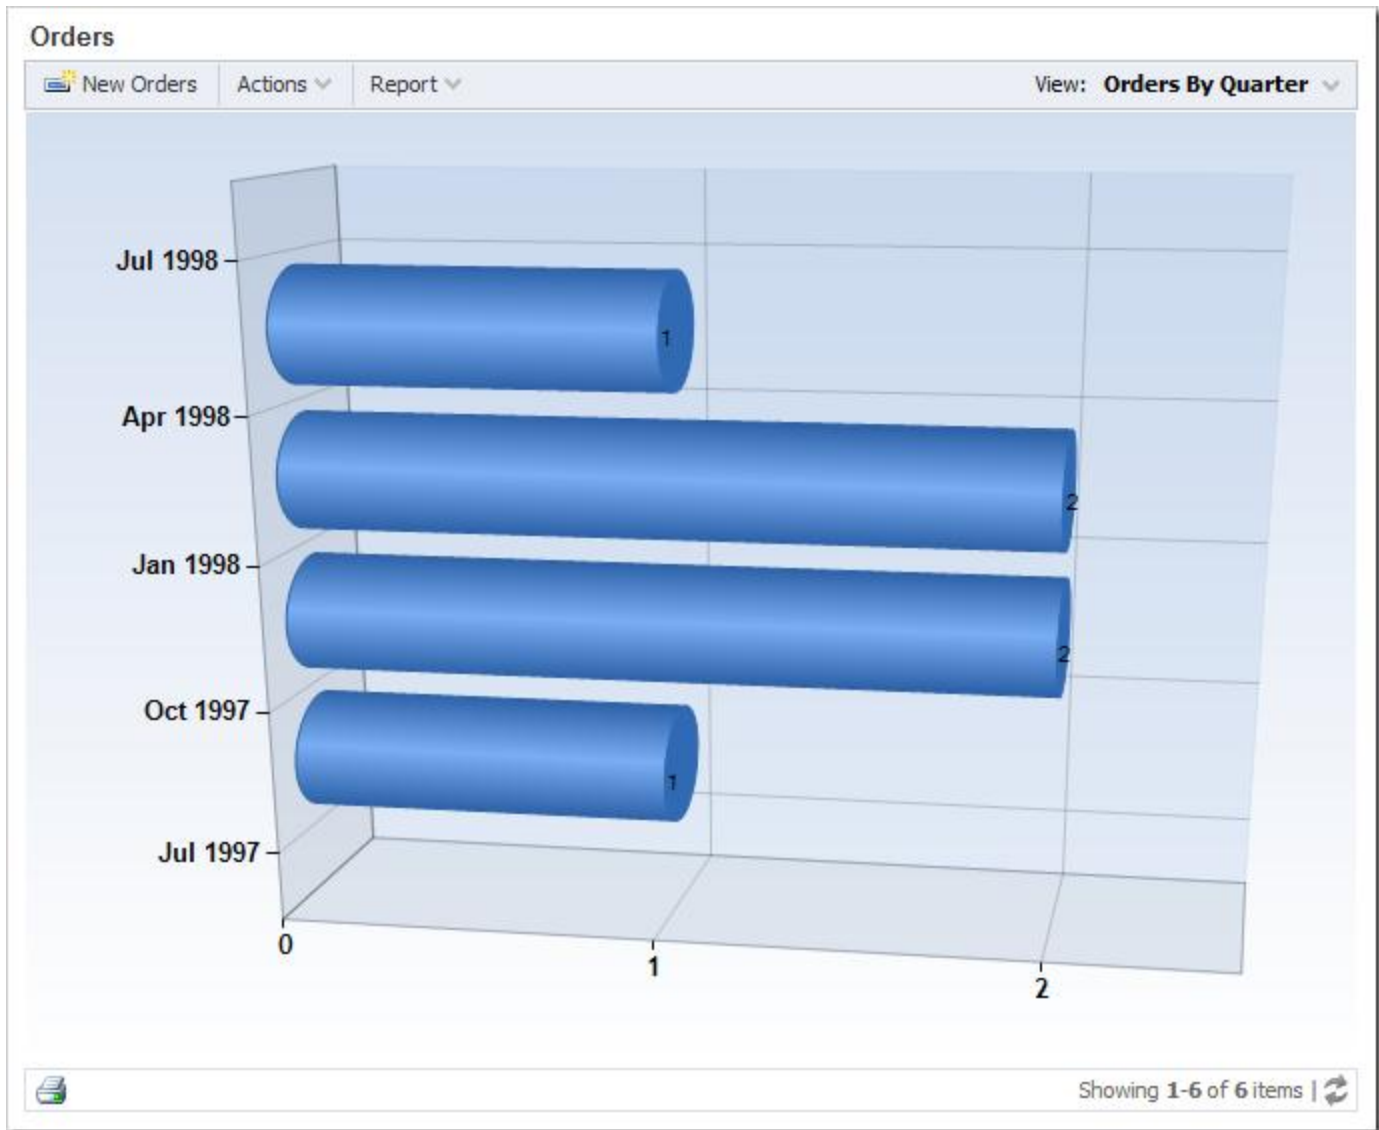 Orders
New Orders Actions Report View: Orders By Quarter
Jul 1998
1
Apr 1998
2
Jan 1998
2
Oct 1997
1
Jul 1997
0
1
2
Showing 1-6 of 6 items |